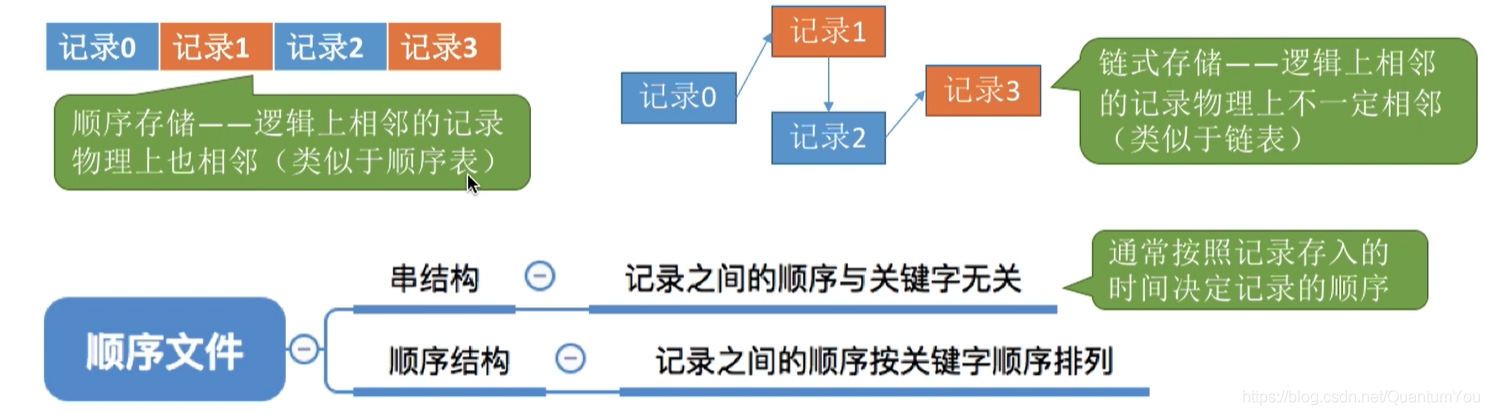 记录0
记录1
记录2
记录3
顺序存储——逻辑上相邻的记录
物理上也相邻（类似于顺序表）
记录0
记录1
记录2
记录3
链式存储——逻辑上相邻
的记录物理上不一定相邻
（类似于链表）
顺序文件
串结构
记录之间的顺序与关键字无关
通常按照记录存入的
时间决定记录的顺序
顺序结构
记录之间的顺序按关键字顺序排列
https://blog.csdn.net/QuantumYou